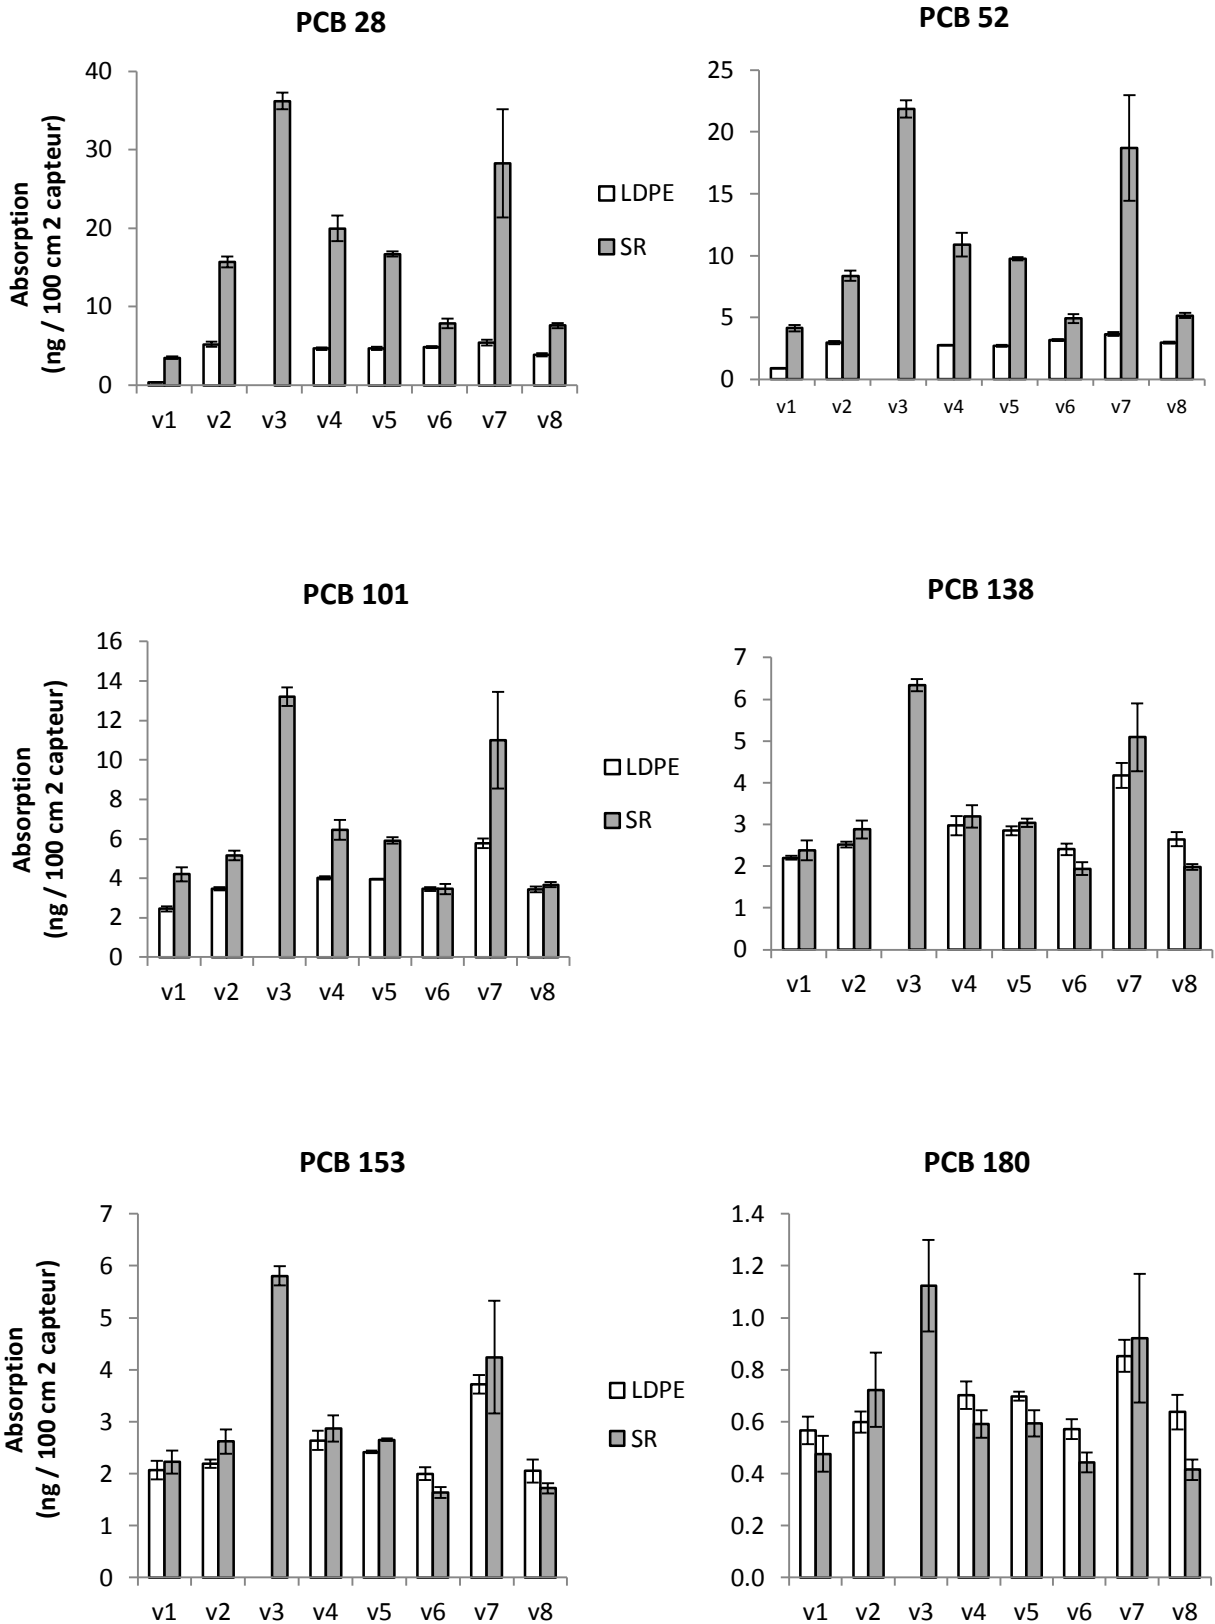 PCB 28
Absorption
(ng / 100 cm 2 capteur)
40
30
20
10
0
v1 v2 v3 v4 v5 v6 v7 v8
LDPE
SR
PCB 52
25
20
15
10
5
0
v1 v2 v3 v4 v5 v6 v7 v8
PCB 101
Absorption
(ng / 100 cm 2 capteur)
16
14
12
10
8
6
4
2
0
v1 v2 v3 v4 v5 v6 v7 v8
LDPE
SR
PCB 138
7
6
5
4
3
2
1
0
v1 v2 v3 v4 v5 v6 v7 v8
PCB 153
Absorption
(ng / 100 cm 2 capteur)
7
6
5
4
3
2
1
0
v1 v2 v3 v4 v5 v6 v7 v8
LDPE
SR
PCB 180
1.4
1.2
1.0
0.8
0.6
0.4
0.2
0.0
v1 v2 v3 v4 v5 v6 v7 v8